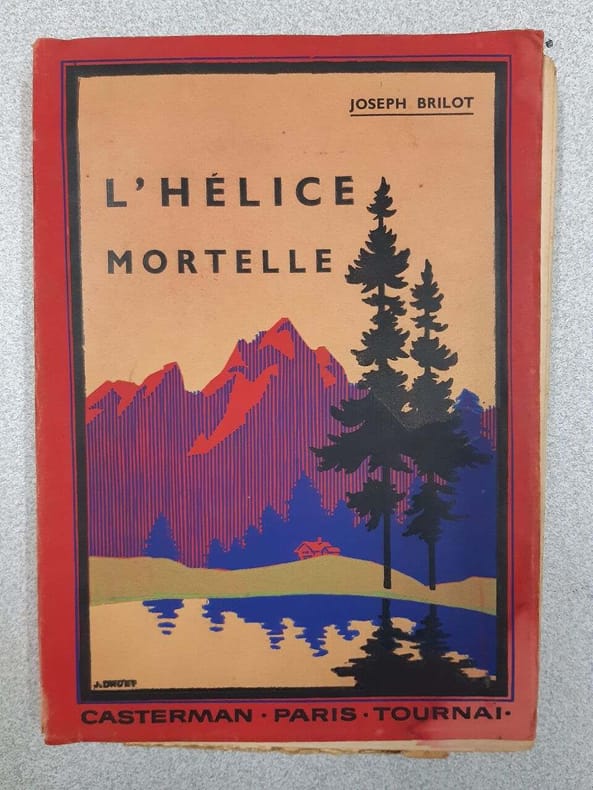 JOSEPH BRILOT
L'HÉLICE
MORTELLE
CASTERMAN · PARIS · TOURNAI ·